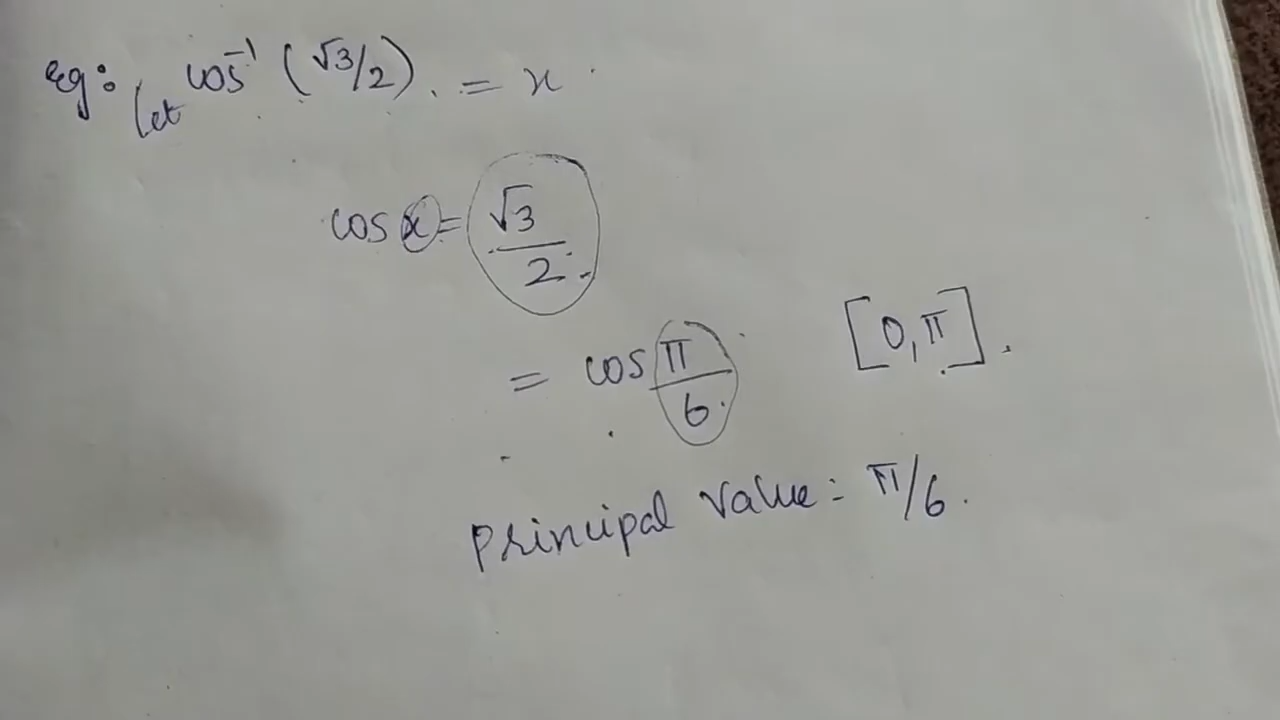 Eg: Let cos⁻¹ (√3/2). = x.
cos x = √3/2
= cos π/6 [0, π].
Principal value: π/6.